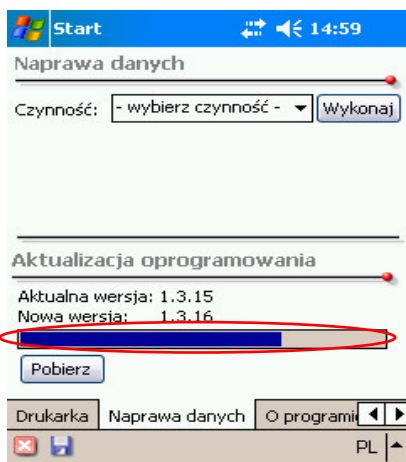 Start 14:59
Naprawa danych
Czynność: - wybierz czynność - Wykonaj
Aktualizacja oprogramowania
Aktualna wersja: 1.3.15
Nowa wersja: 1.3.16
Pobierz
Drukarka Naprawa danych O programi
PL